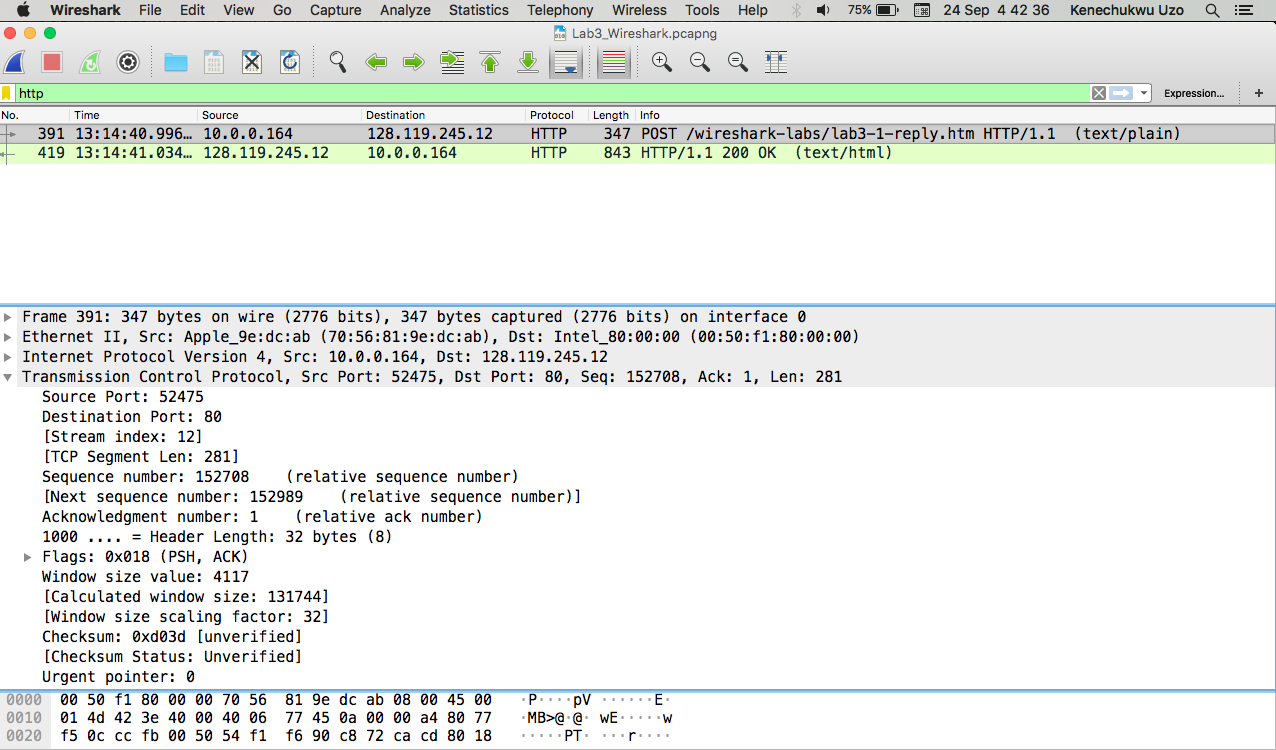 Wireshark File Edit View Go Capture Analyze Statistics Telephony Wireless Tools Help 75% 24 Sep 4 42 36 Kenechukwu Uzo
Lab3_Wireshark.pcapng
http Expression... +
No. Time Source Destination Protocol Length Info
391 13:14:40.996… 10.0.0.164 128.119.245.12 HTTP 347 POST /wireshark-labs/lab3-1-reply.htm HTTP/1.1 (text/plain)
419 13:14:41.034… 128.119.245.12 10.0.0.164 HTTP 843 HTTP/1.1 200 OK (text/html)
Frame 391: 347 bytes on wire (2776 bits), 347 bytes captured (2776 bits) on interface 0
Ethernet II, Src: Apple_9e:dc:ab (70:56:81:9e:dc:ab), Dst: Intel_80:00:00 (00:50:f1:80:00:00)
Internet Protocol Version 4, Src: 10.0.0.164, Dst: 128.119.245.12
Transmission Control Protocol, Src Port: 52475, Dst Port: 80, Seq: 152708, Ack: 1, Len: 281
Source Port: 52475
Destination Port: 80
[Stream index: 12]
[TCP Segment Len: 281]
Sequence number: 152708 (relative sequence number)
[Next sequence number: 152989 (relative sequence number)]
Acknowledgment number: 1 (relative ack number)
1000 .... = Header Length: 32 bytes (8)
Flags: 0x018 (PSH, ACK)
Window size value: 4117
[Calculated window size: 131744]
[Window size scaling factor: 32]
Checksum: 0xd03d [unverified]
[Checksum Status: Unverified]
Urgent pointer: 0
0000 00 50 f1 80 00 00 70 56 81 9e dc ab 08 00 45 00 ·P····pV ······E·
0010 01 4d 42 3e 40 00 40 06 77 45 0a 00 00 a4 80 77 ·MB>@·@· wE·····w
0020 f5 0c cc fb 00 50 54 f1 f6 90 c8 72 ca cd 80 18 ·····PT· ···r····